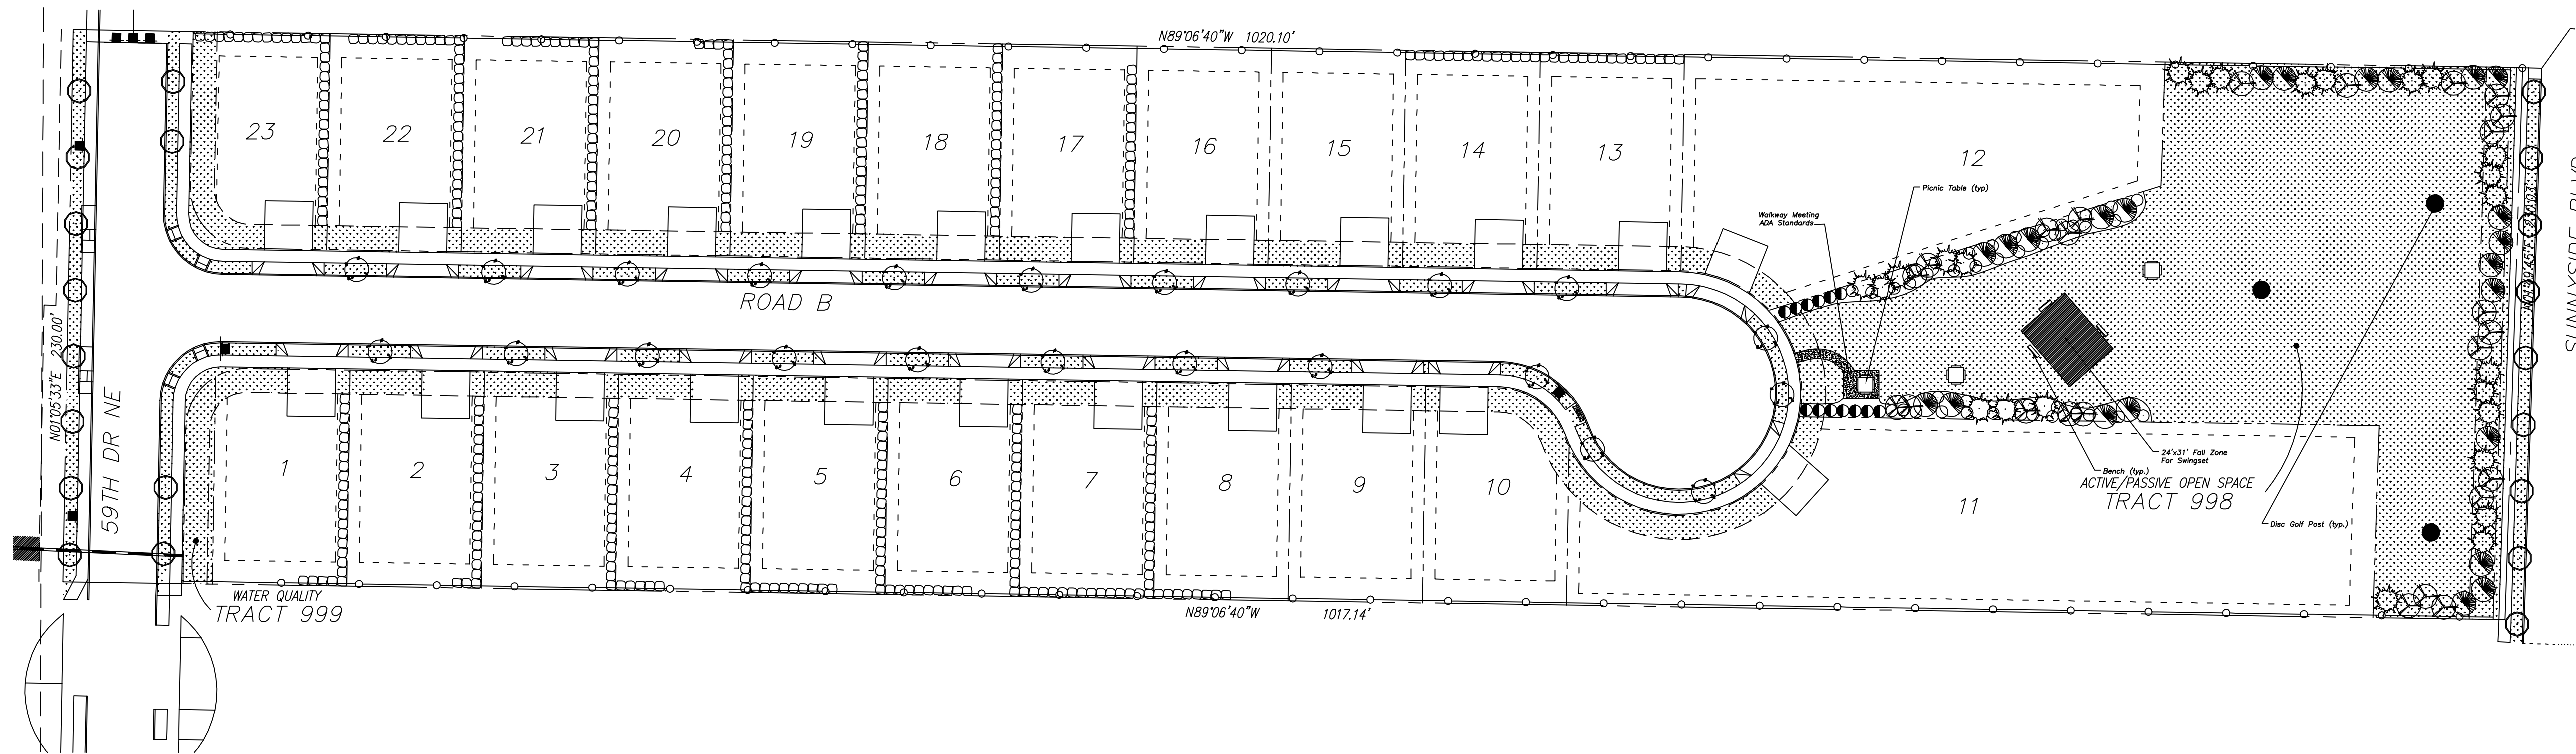 N89°06'40"W 1020.10'
23
22
21
20
19
18
17
16
15
14
13
12
Picnic Table (typ)
Walkway Meeting
ADA Standards
ROAD B
N01°05'33"E 230.00'
59TH DR NE
1
2
3
4
5
6
7
8
9
10
11
24'x31' Fall Zone
For Swingset
Bench (typ.)
ACTIVE/PASSIVE OPEN SPACE
TRACT 998
Disc Golf Post (typ.)
WATER QUALITY
TRACT 999
N89°06'40"W 1017.14'
SUNNYSIDE BLVD